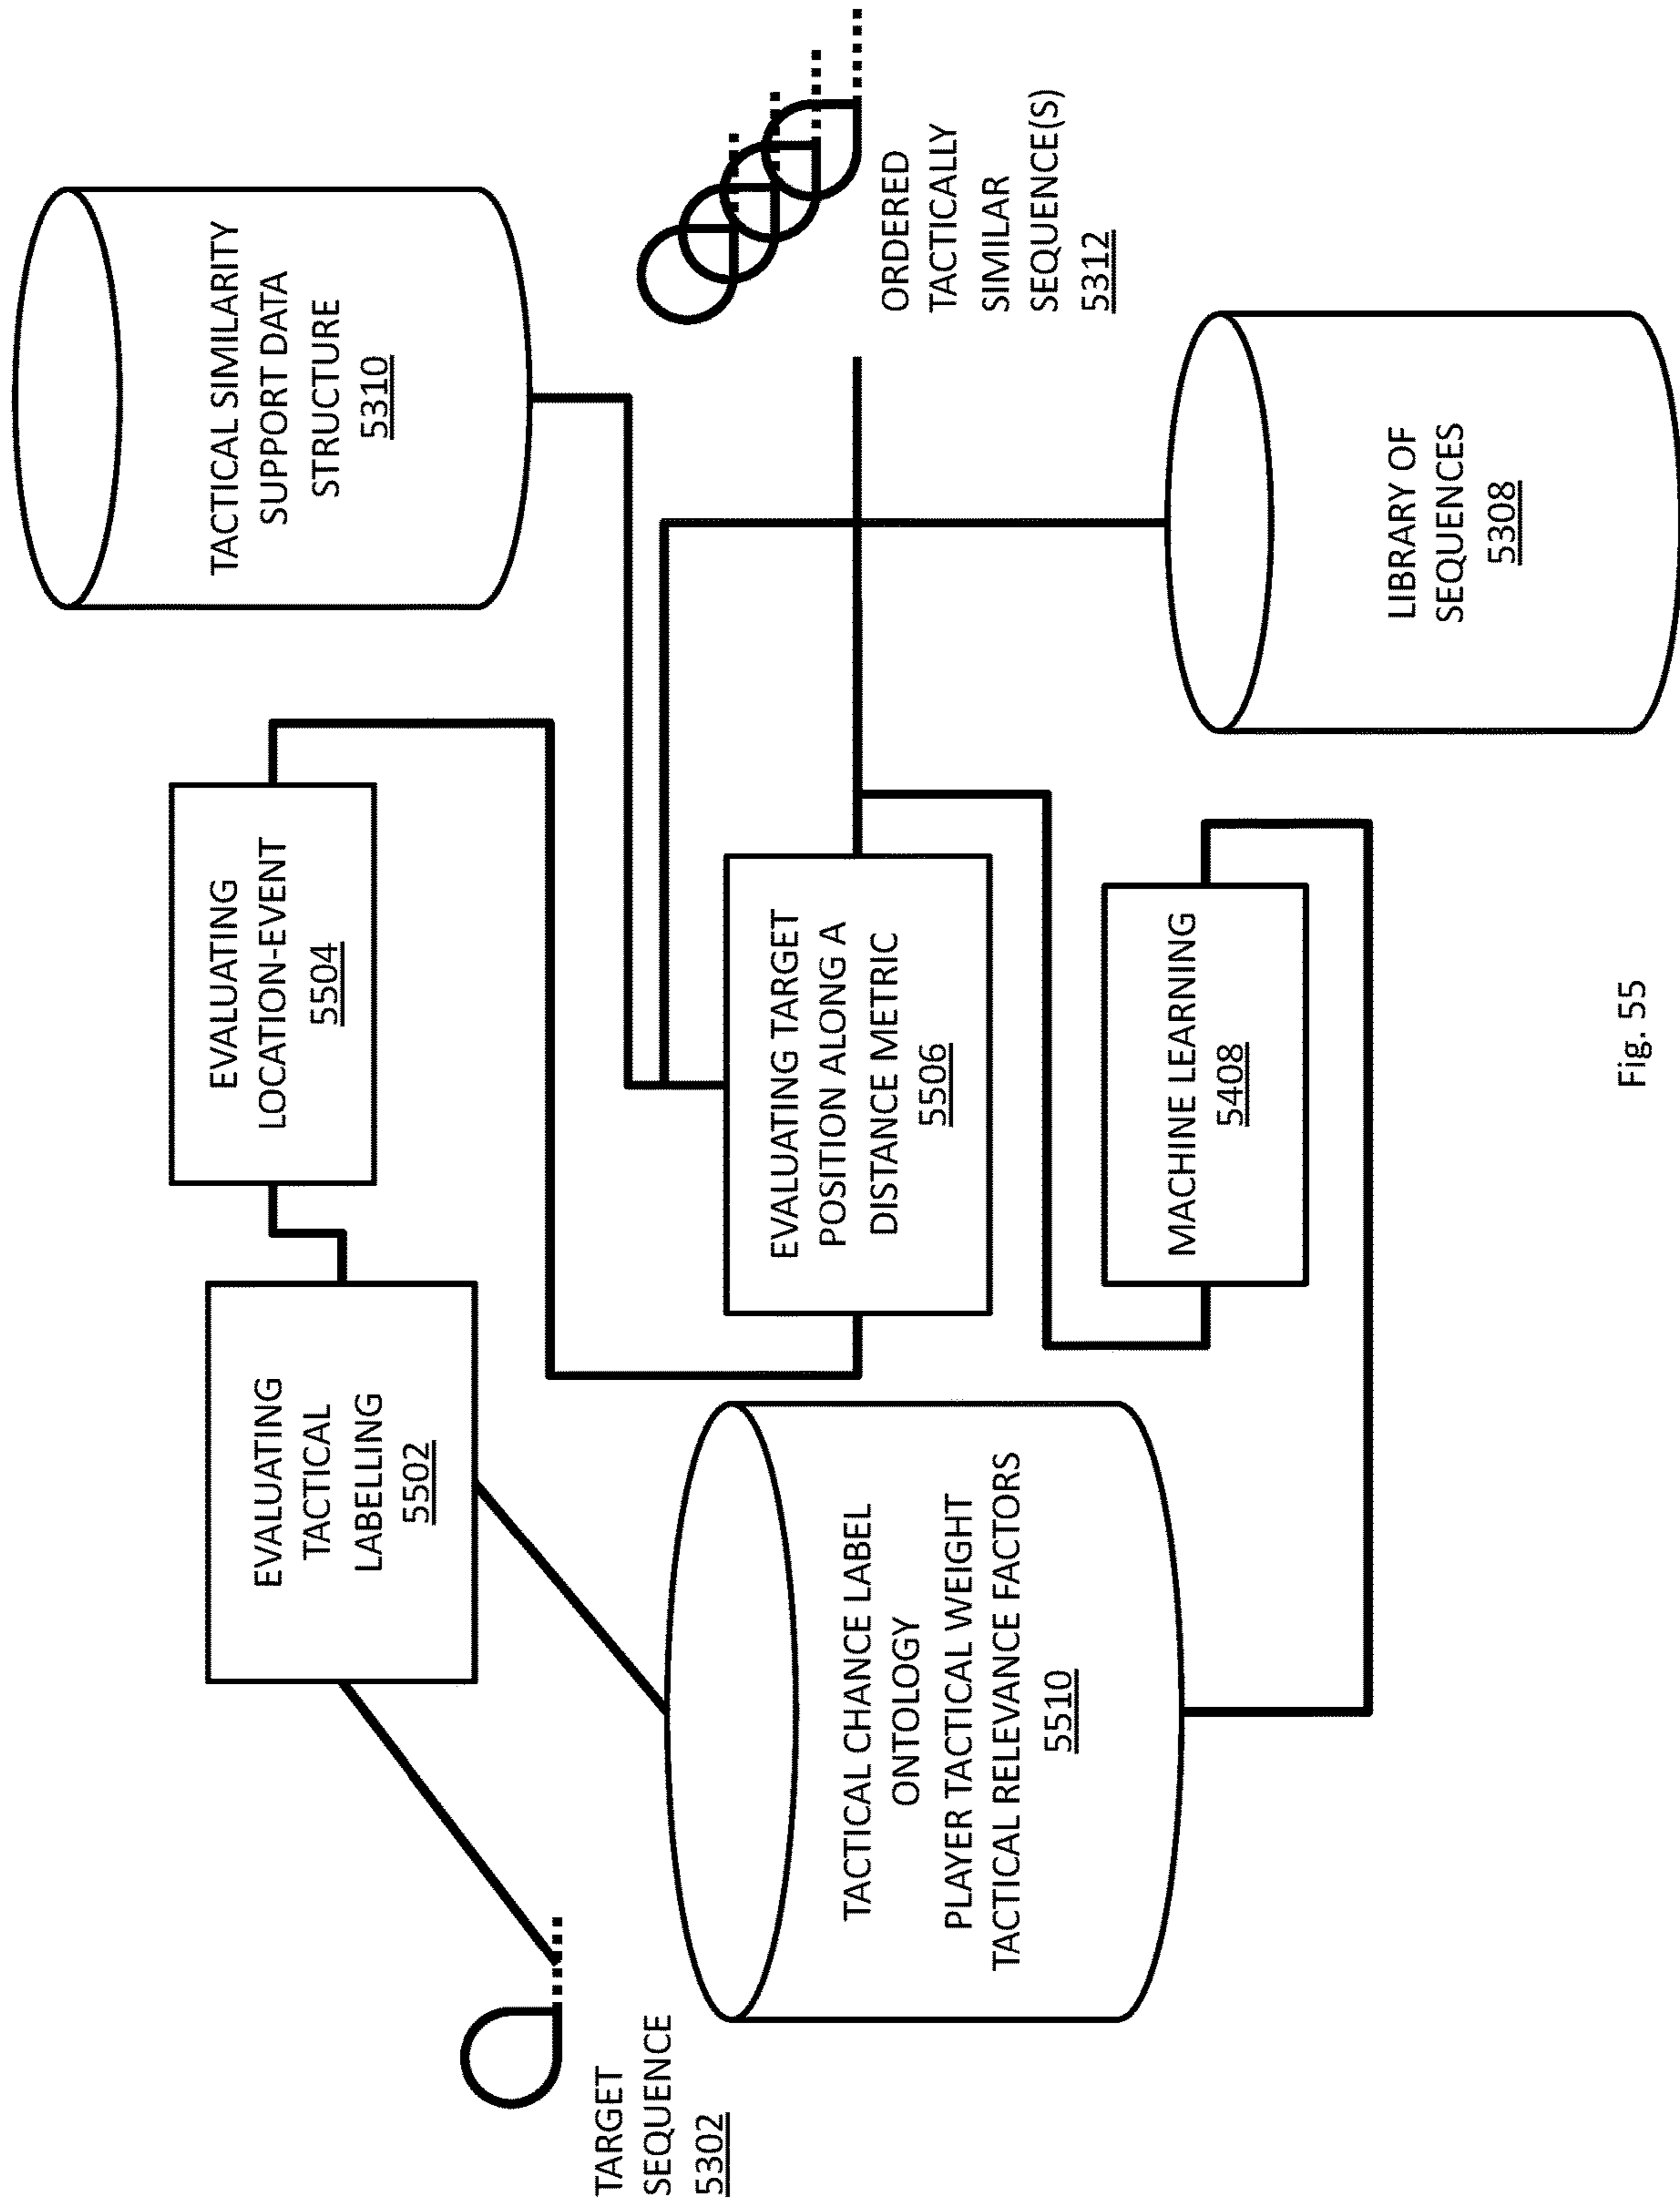 TARGET
SEQUENCE
5302
EVALUATING
TACTICAL
LABELLING
5502
EVALUATING
LOCATION-EVENT
5504
TACTICAL SIMILARITY
SUPPORT DATA
STRUCTURE
5310
TACTICAL CHANCE LABEL
ONTOLOGY
PLAYER TACTICAL WEIGHT
TACTICAL RELEVANCE FACTORS
5510
EVALUATING TARGET
POSITION ALONG A
DISTANCE METRIC
5506
ORDERED
TACTICALLY
SIMILAR
SEQUENCE(S)
5312
MACHINE LEARNING
5408
LIBRARY OF
SEQUENCES
5308
Fig. 55